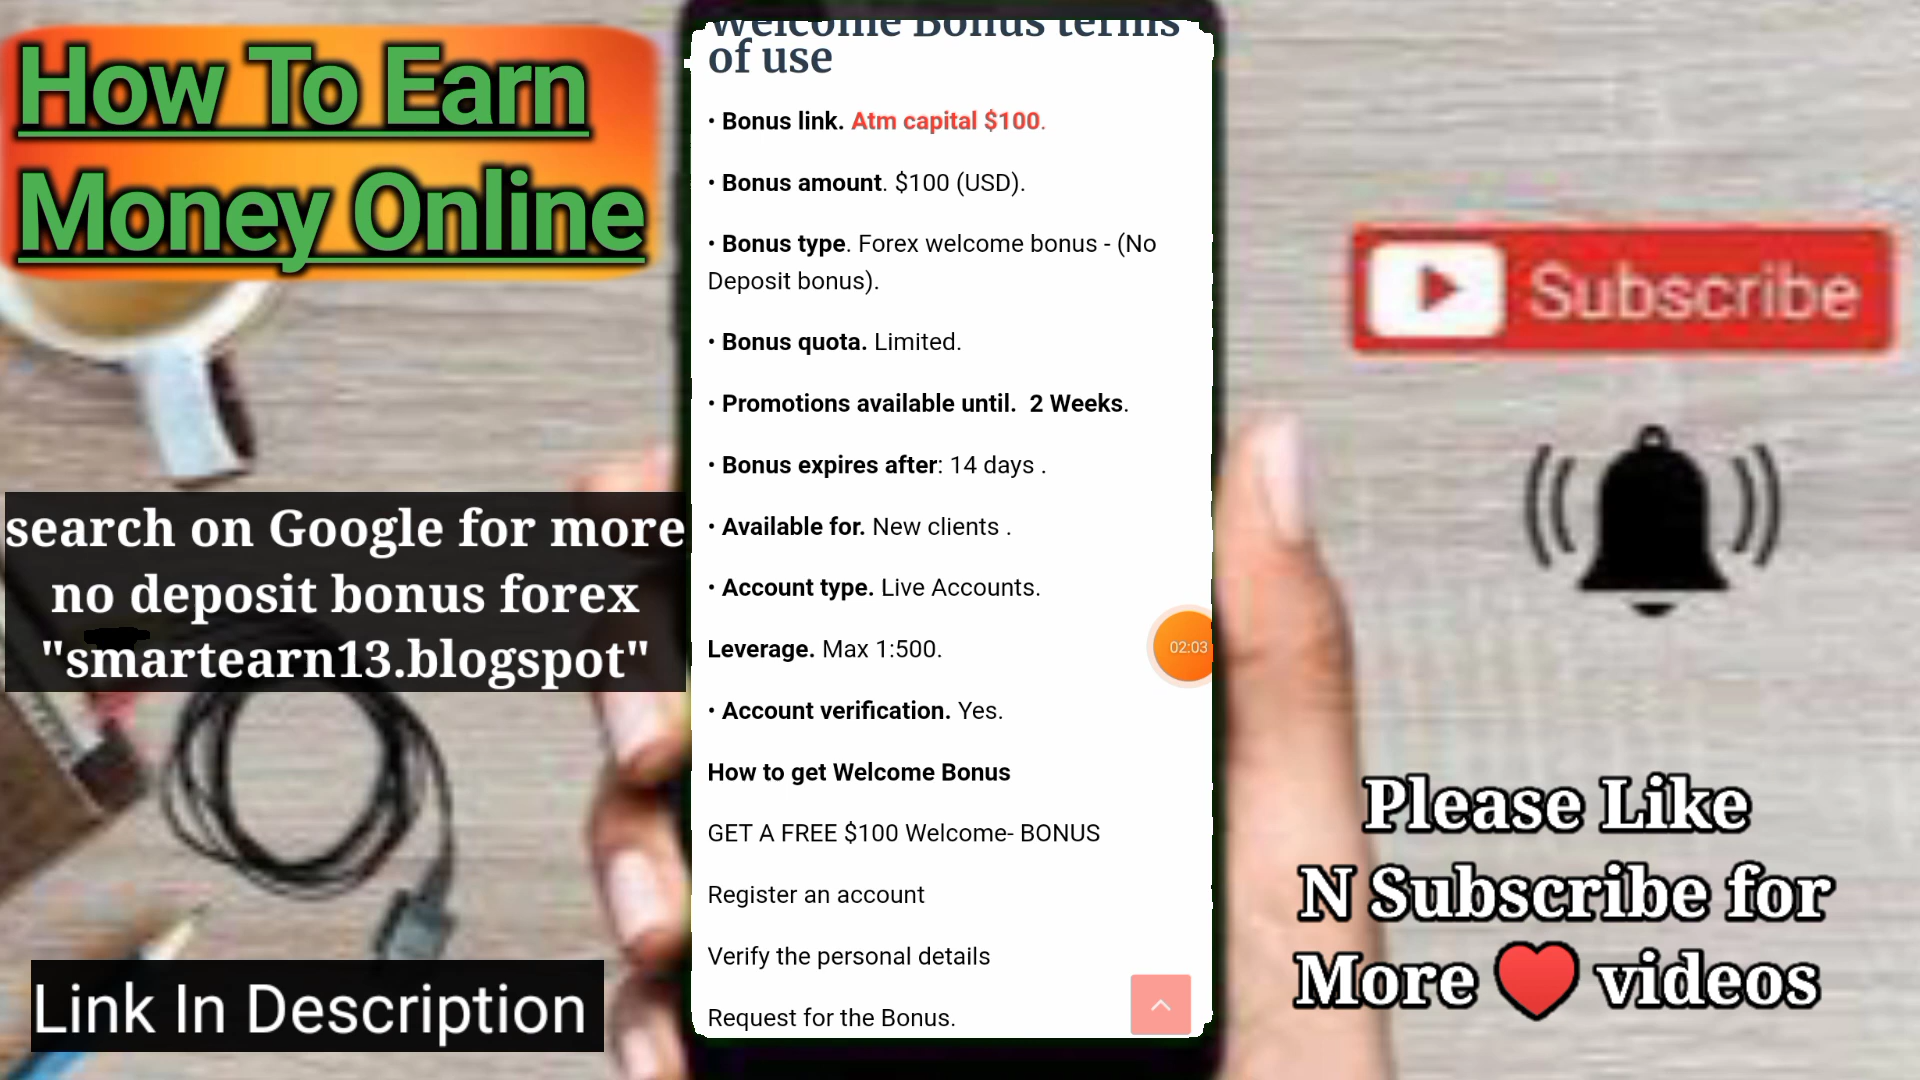 How To Earn
Money Online
search on Google for more
no deposit bonus forex
"smartearn13.blogspot"
Link In Description
Welcome Bonus terms
of use
• Bonus link. Atm capital $100.
• Bonus amount. $100 (USD).
• Bonus type. Forex welcome bonus - (No
Deposit bonus).
• Bonus quota. Limited.
• Promotions available until.  2 Weeks.
• Bonus expires after: 14 days .
• Available for. New clients .
• Account type. Live Accounts.
Leverage. Max 1:500.
• Account verification. Yes.
How to get Welcome Bonus
GET A FREE $100 Welcome- BONUS
Register an account
Verify the personal details
Request for the Bonus.
02:03
Subscribe
Please Like
N Subscribe for
More ♥ videos